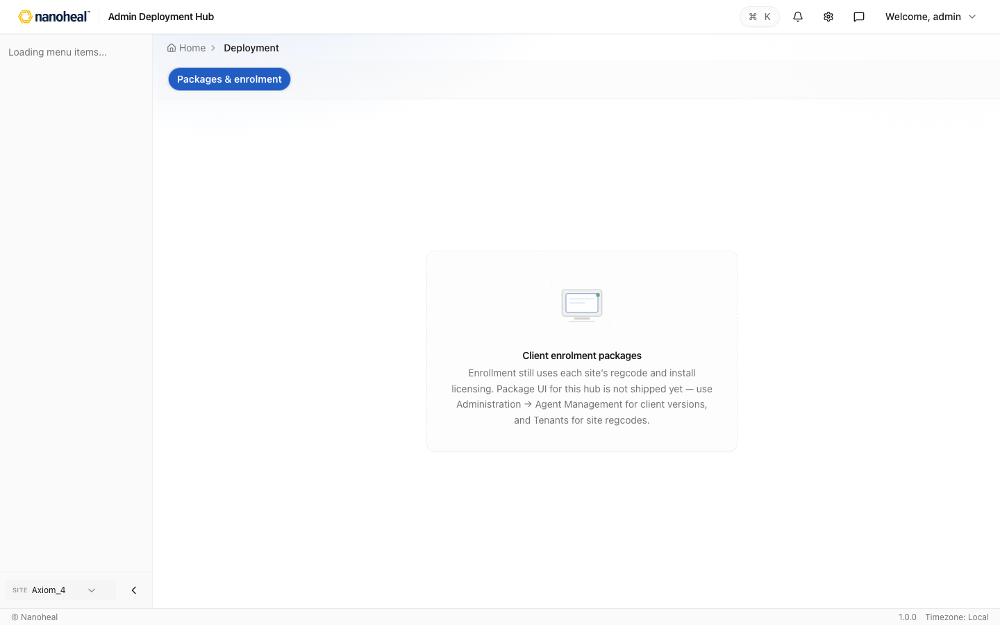 nanoheal™
Admin Deployment Hub
⌘ K
Welcome, admin
Loading menu items...
Home
Deployment
Packages & enrolment
Client enrolment packages
Enrollment still uses each site’s regcode and install
licensing. Package UI for this hub is not shipped yet — use
Administration → Agent Management for client versions,
and Tenants for site regcodes.
SITE Axiom_4
© Nanoheal
1.0.0 Timezone: Local